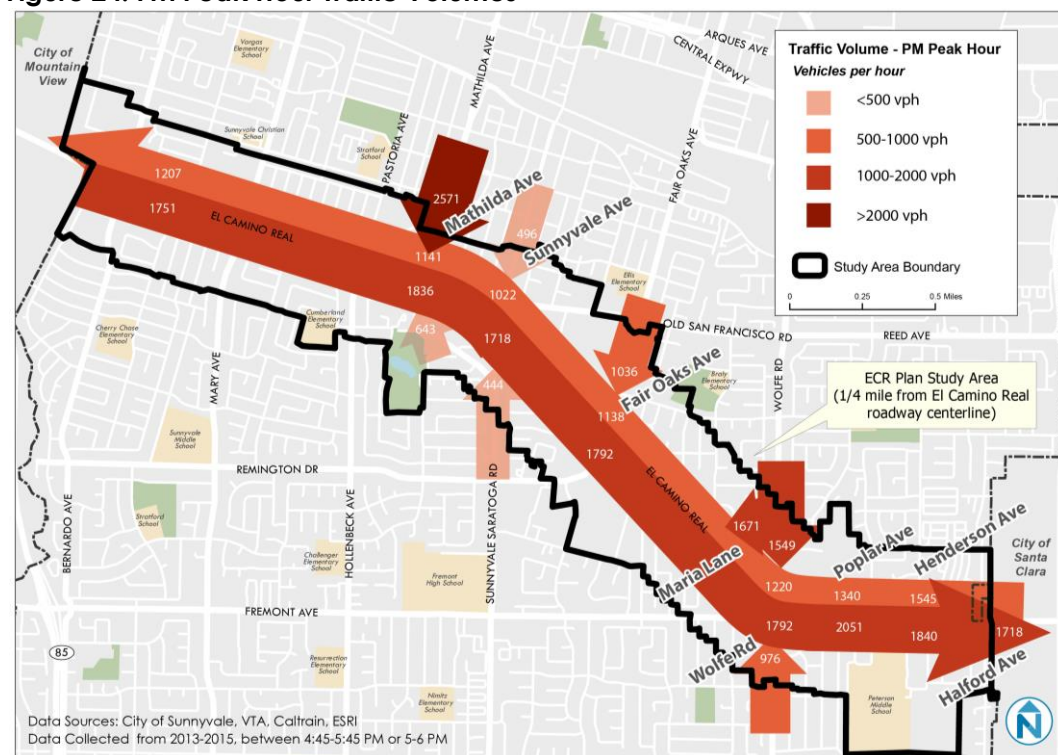 Figure 24. PM Peak Hour Traffic Volumes
City of
Mountain
View
Vargas
Elementary
School
MATHILDA AVE
ARQUES AVE
CENTRAL EXPWY
Traffic Volume - PM Peak Hour
Vehicles per hour
<500 vph
500-1000 vph
1000-2000 vph
>2000 vph
Study Area Boundary
0 0.25 0.5 Miles
Sunnyvale Christian
School
Stratford
School
PASTORIA AVE
FAIR OAKS AVE
2571
Mathilda Ave
496
Sunnyvale Ave
1207
1751
EL CAMINO REAL
1141
1836
1022
1718
Ellis
Elementary
School
OLD SAN FRANCISCO RD
REED AVE
Cherry Chase
Elementary
School
Cumberland
Elementary
School
643
444
1036
Fair Oaks Ave
Braly
Elementary
School
WOLFE RD
ECR Plan Study Area
(1/4 mile from El Camino Real
roadway centerline)
MARY AVE
1138
1792
EL CAMINO REAL
Sunnyvale
Middle
School
REMINGTON DR
BERNARDO AVE
Stratford
School
HOLLENBECK AVE
SUNNYVALE SARATOGA RD
1671
1549
Challenger
Elementary
School
Fremont
High School
Maria Lane
Poplar Ave
Henderson Ave
City of
Santa
Clara
1220
1340
1545
1792
2051
1840
1718
FREMONT AVE
Wolfe Rd
976
Halford Ave
85
Resurrection
Elementary
School
Nimitz
Elementary
School
Peterson
Middle
School
Data Sources: City of Sunnyvale, VTA, Caltrain, ESRI
Data Collected from 2013-2015, between 4:45-5:45 PM or 5-6 PM
N